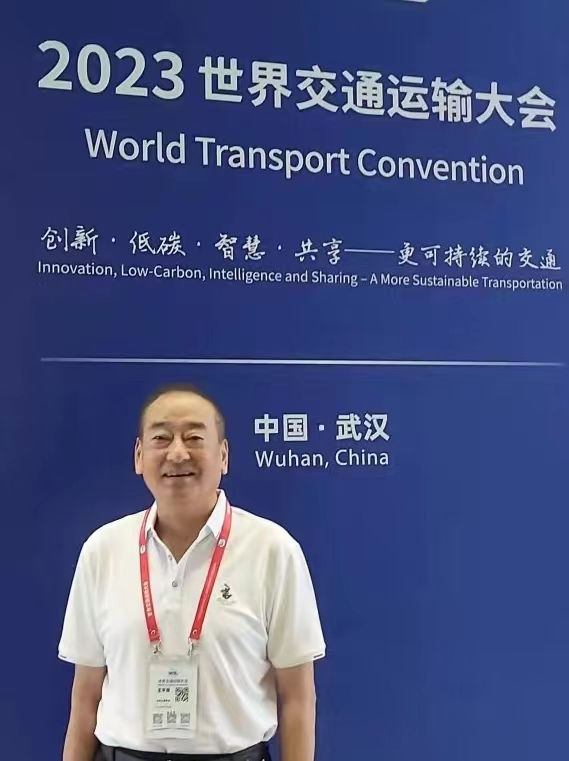 2023 世界交通运输大会
World Transport Convention
创新·低碳·智慧·共享——更可持续的交通
Innovation, Low-Carbon, Intelligence and Sharing – A More Sustainable Transportation
中国·武汉
Wuhan, China